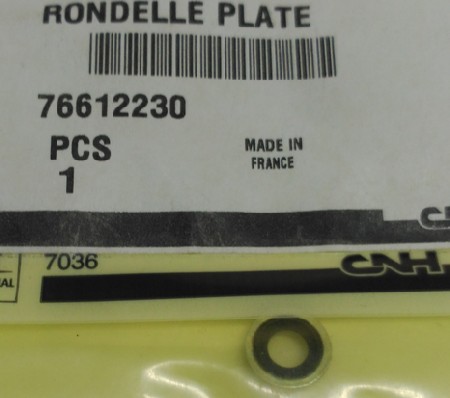 RONDELLE PLATE
76612230
PCS
1
MADE IN
FRANCE
7036
CNH